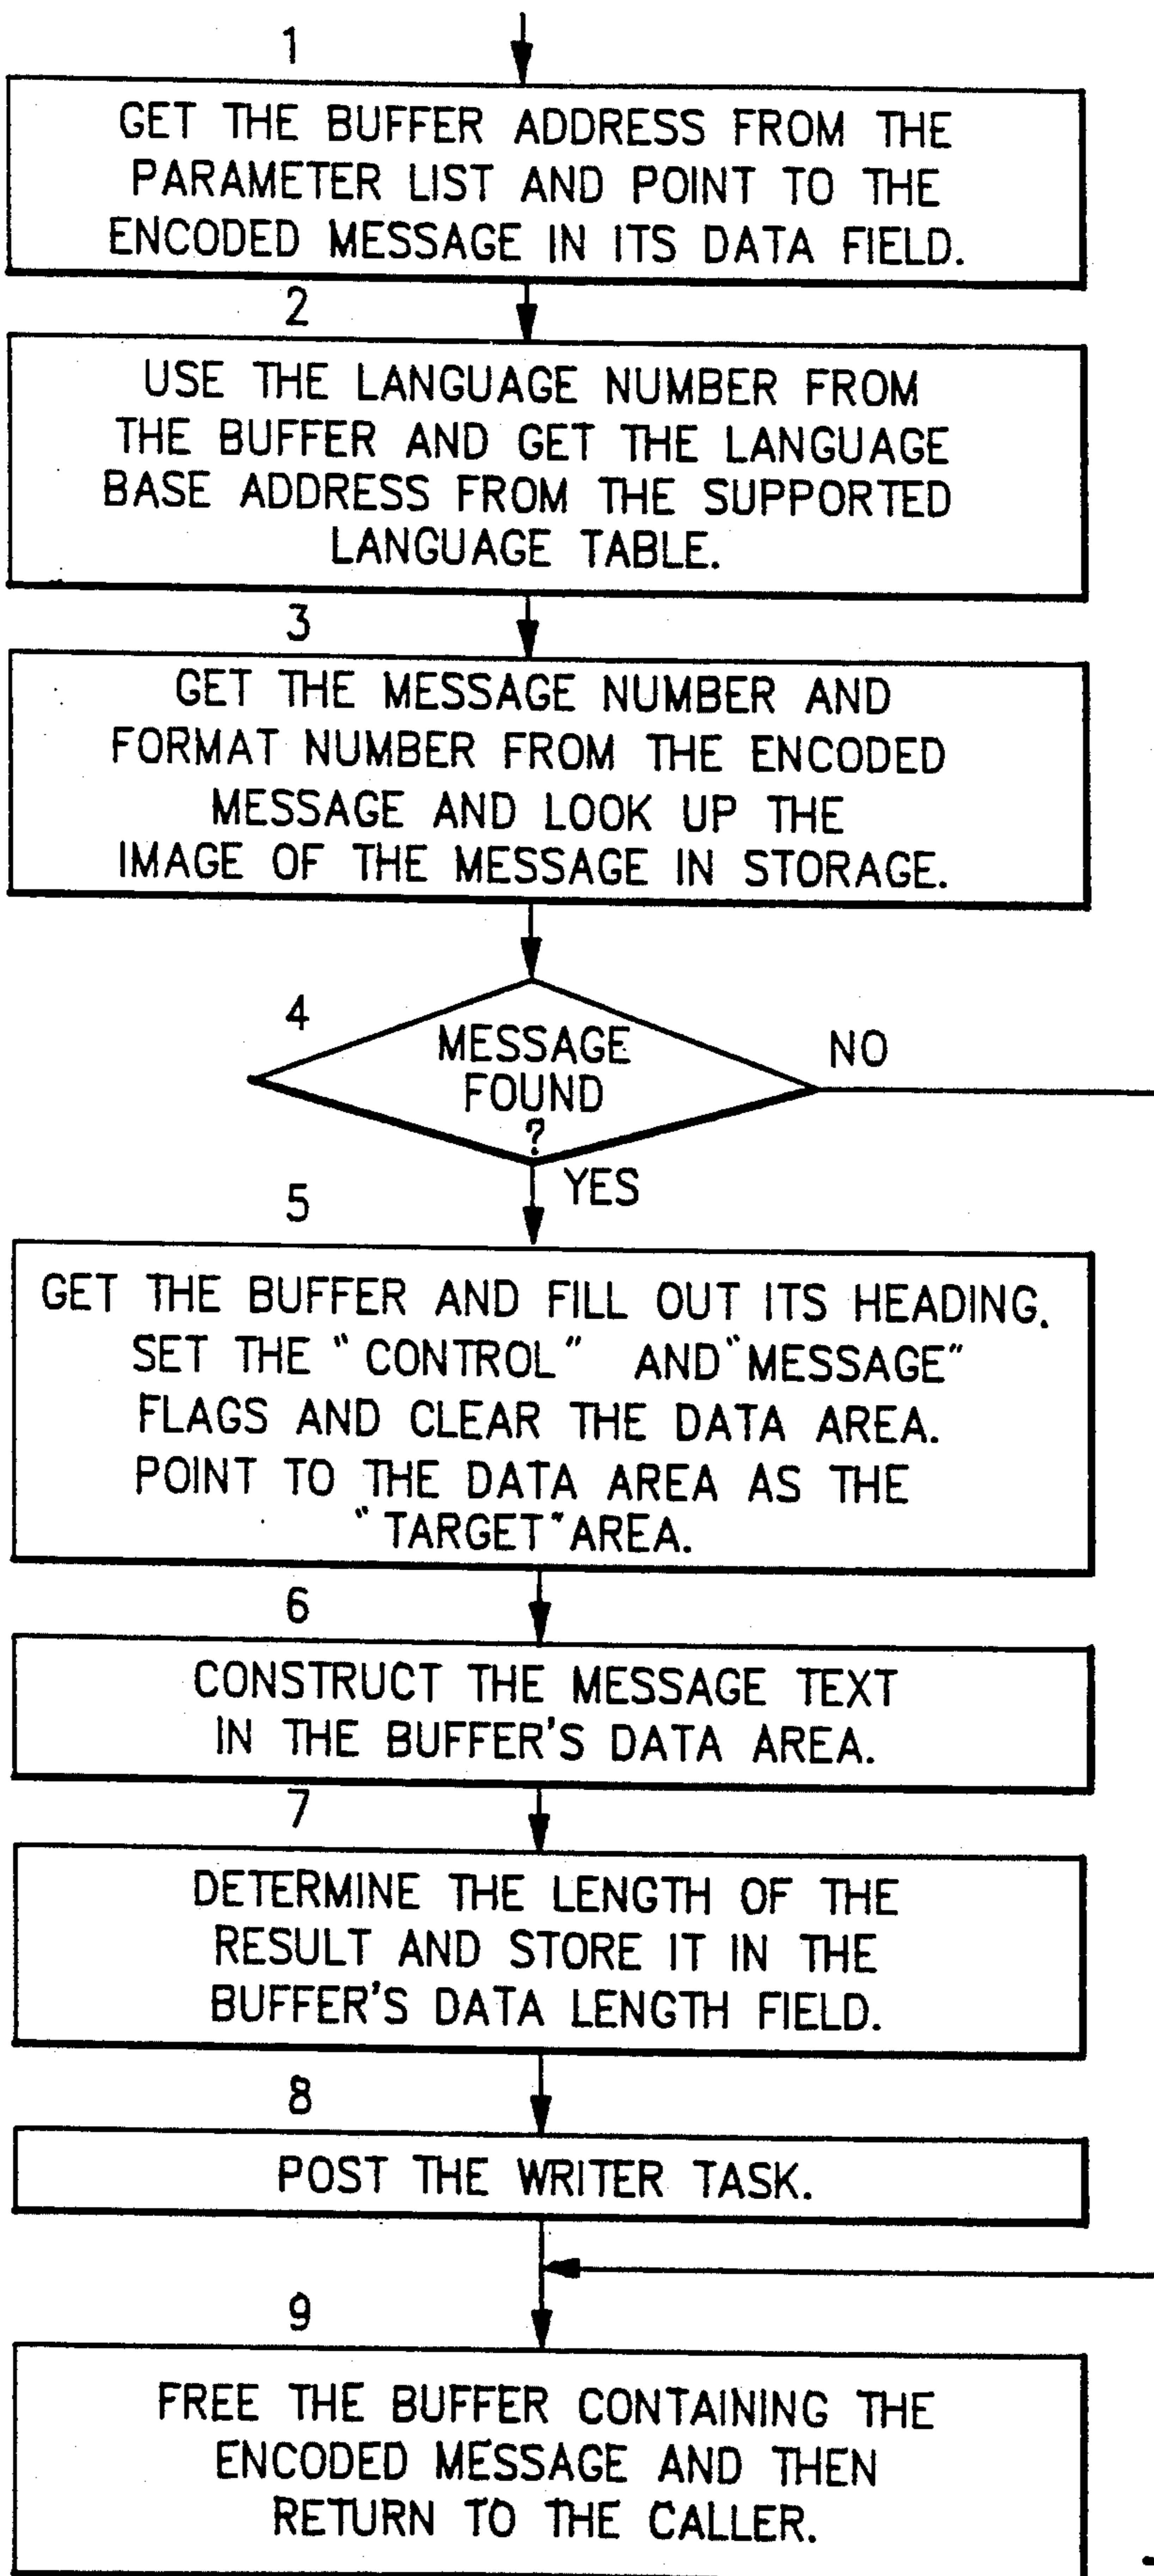 1
GET THE BUFFER ADDRESS FROM THE
PARAMETER LIST AND POINT TO THE
ENCODED MESSAGE IN ITS DATA FIELD.
2
USE THE LANGUAGE NUMBER FROM
THE BUFFER AND GET THE LANGUAGE
BASE ADDRESS FROM THE SUPPORTED
LANGUAGE TABLE.
3
GET THE MESSAGE NUMBER AND
FORMAT NUMBER FROM THE ENCODED
MESSAGE AND LOOK UP THE
IMAGE OF THE MESSAGE IN STORAGE.
4
MESSAGE
FOUND
?
NO
YES
5
GET THE BUFFER AND FILL OUT ITS HEADING.
SET THE "CONTROL" AND "MESSAGE"
FLAGS AND CLEAR THE DATA AREA.
POINT TO THE DATA AREA AS THE
"TARGET" AREA.
6
CONSTRUCT THE MESSAGE TEXT
IN THE BUFFER'S DATA AREA.
7
DETERMINE THE LENGTH OF THE
RESULT AND STORE IT IN THE
BUFFER'S DATA LENGTH FIELD.
8
POST THE WRITER TASK.
9
FREE THE BUFFER CONTAINING THE
ENCODED MESSAGE AND THEN
RETURN TO THE CALLER.